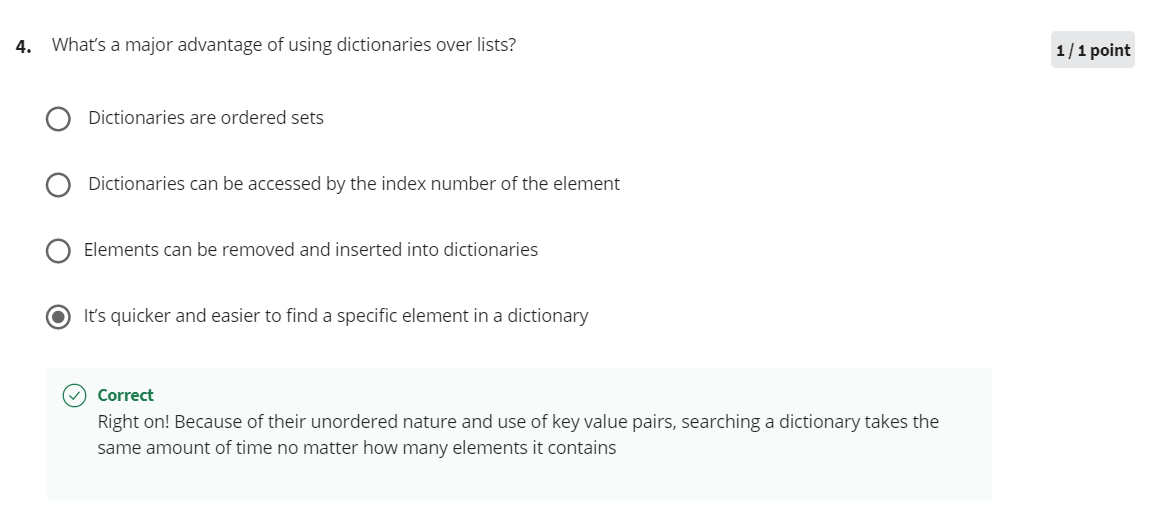 4. What's a major advantage of using dictionaries over lists?
1 / 1 point
Dictionaries are ordered sets
Dictionaries can be accessed by the index number of the element
Elements can be removed and inserted into dictionaries
It's quicker and easier to find a specific element in a dictionary
Correct
Right on! Because of their unordered nature and use of key value pairs, searching a dictionary takes the
same amount of time no matter how many elements it contains